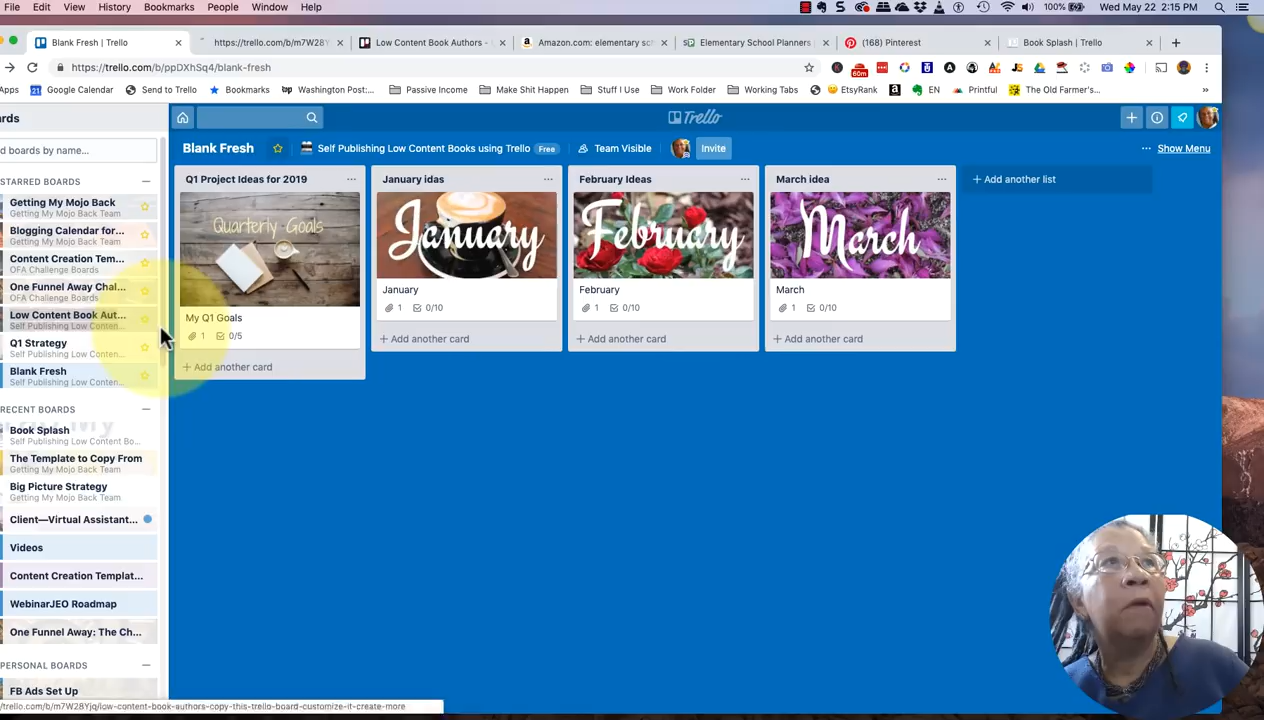 File Edit View History Bookmarks People Window Help
100% Wed May 22 2:15 PM
Blank Fresh | Trello
https://trello.com/b/m7W28Y
Low Content Book Authors -
Amazon.com: elementary sc
Elementary School Planners
(168) Pinterest
Book Splash | Trello
https://trello.com/b/ppDXhSq4/blank-fresh
60m
Apps
Google Calendar
Send to Trello
Bookmarks
Washington Post:...
Passive Income
Make Shit Happen
Stuff I Use
Work Folder
Working Tabs
EtsyRank
EN
Printful
The Old Farmer's...
Trello
Blank Fresh
Self Publishing Low Content Books using Trello Free
Team Visible
Invite
... Show Menu
d boards by name...
STARRED BOARDS
Getting My Mojo Back
Getting My Mojo Back Team
Blogging Calendar for...
Getting My Mojo Back Team
Content Creation Tem...
OFA Challenge Boards
One Funnel Away Chal...
OFA Challenge Boards
Low Content Book Aut...
Self Publishing Low Conten...
Q1 Strategy
Self Publishing Low Conten...
Blank Fresh
Self Publishing Low Conten...
RECENT BOARDS
Book Splash
Self Publishing Low Content Bo...
The Template to Copy From
Getting My Mojo Back Team
Big Picture Strategy
Getting My Mojo Back Team
Client—Virtual Assistant...
Videos
Content Creation Templat...
WebinarJEO Roadmap
One Funnel Away: The Ch...
PERSONAL BOARDS
FB Ads Set Up
Q1 Project Ideas for 2019
Quarterly Goals
My Q1 Goals
1 0/5
+ Add another card
January idas
January
January
1 0/10
+ Add another card
February Ideas
February
February
1 0/10
+ Add another card
March idea
March
March
1 0/10
+ Add another card
+ Add another list
/trello.com/b/m7W28Yjq/low-content-book-authors-copy-this-trello-board-customize-it-create-more